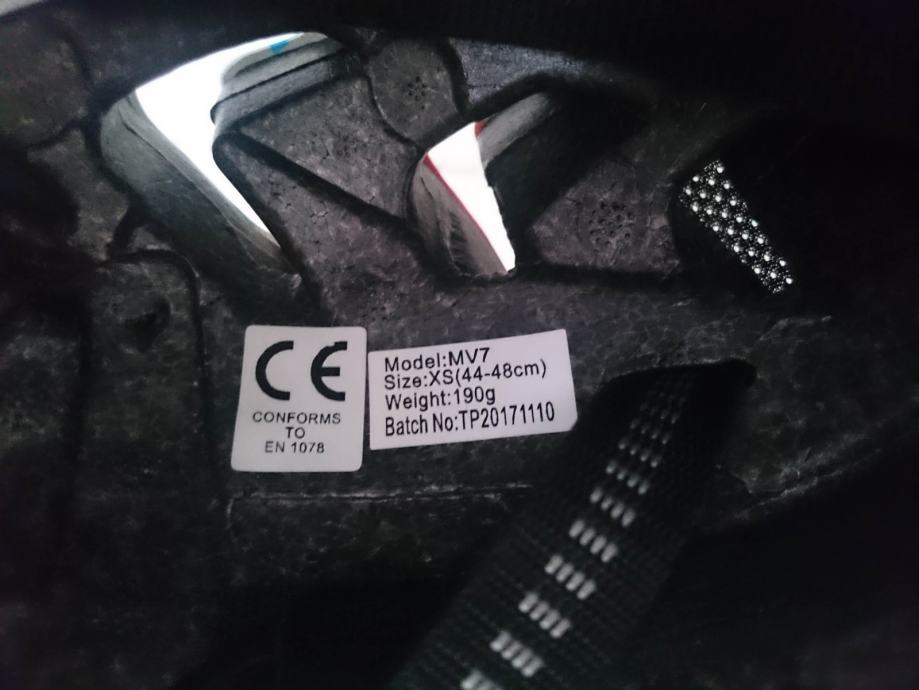 CE
CONFORMS
TO
EN 1078
Model:MV7
Size:XS(44-48cm)
Weight:190g
Batch No:TP20171110